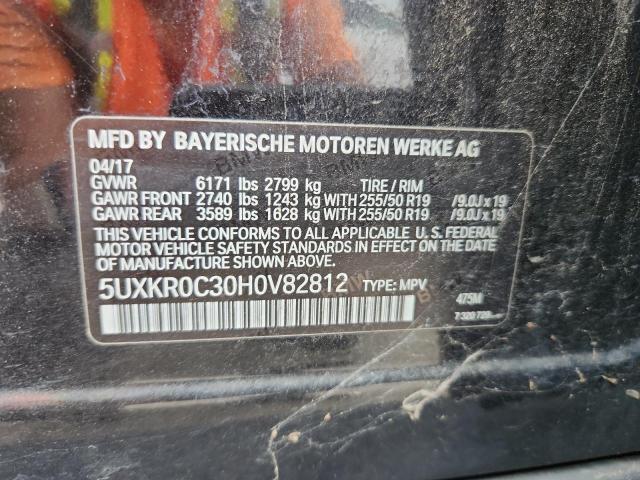 MFD BY BAYERISCHE MOTOREN WERKE AG
04/17
GVWR 6171 lbs 2799 kg TIRE / RIM
GAWR FRONT 2740 lbs 1243 kg WITH 255/50 R19 /9.0J x 19
GAWR REAR 3589 lbs 1628 kg WITH 255/50 R19 /9.0J x 19
THIS VEHICLE CONFORMS TO ALL APPLICABLE U.S. FEDERAL
MOTOR VEHICLE SAFETY STANDARDS IN EFFECT ON THE DATE
OF MANUFACTURE SHOWN ABOVE.
5UXKR0C30H0V82812 TYPE: MPV 475M